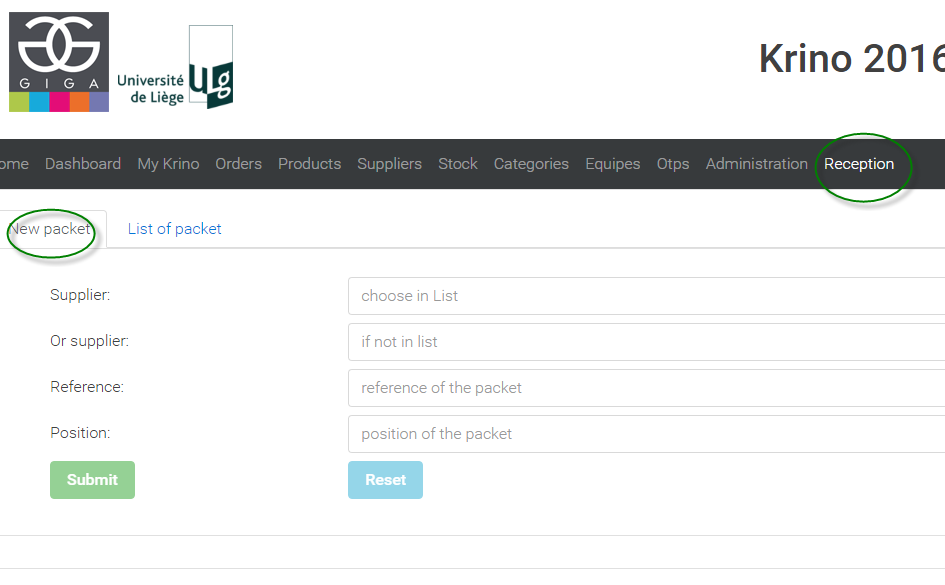 GIGA
Université
de Liège
ULg
Krino 2016
ome Dashboard My Krino Orders Products Suppliers Stock Categories Equipes Otps Administration Reception
New packet List of packet
Supplier: choose in List
Or supplier: if not in list
Reference: reference of the packet
Position: position of the packet
Submit Reset